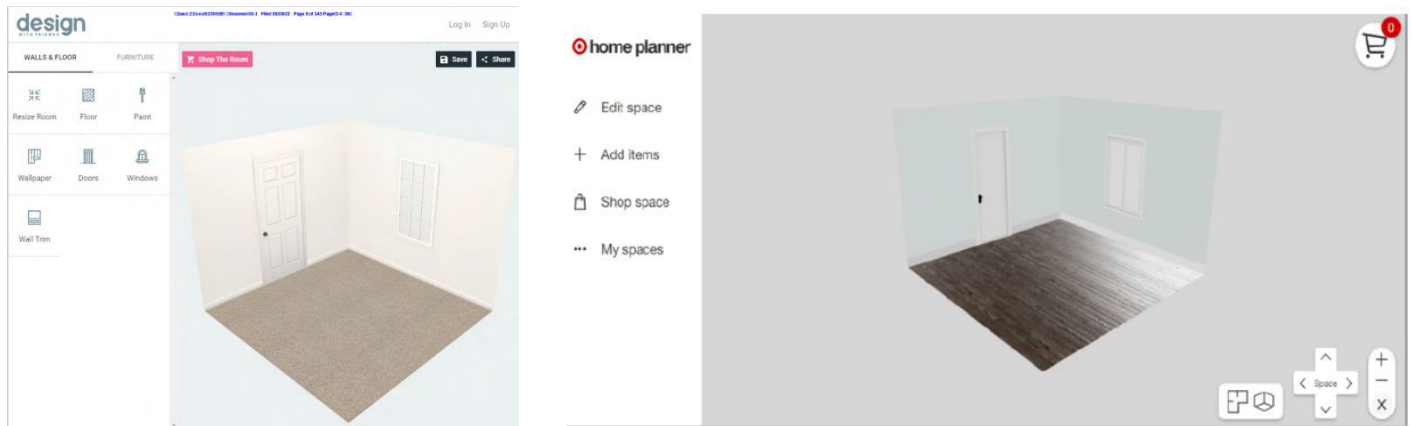 design
WITH FRIENDS
Log In Sign Up
WALLS & FLOOR FURNITURE
Shop The Room
Save Share
Resize Room Floor Paint
Wallpaper Doors Windows
Wall Trim
home planner
0
Edit space
Add items
Shop space
My spaces
Space
X